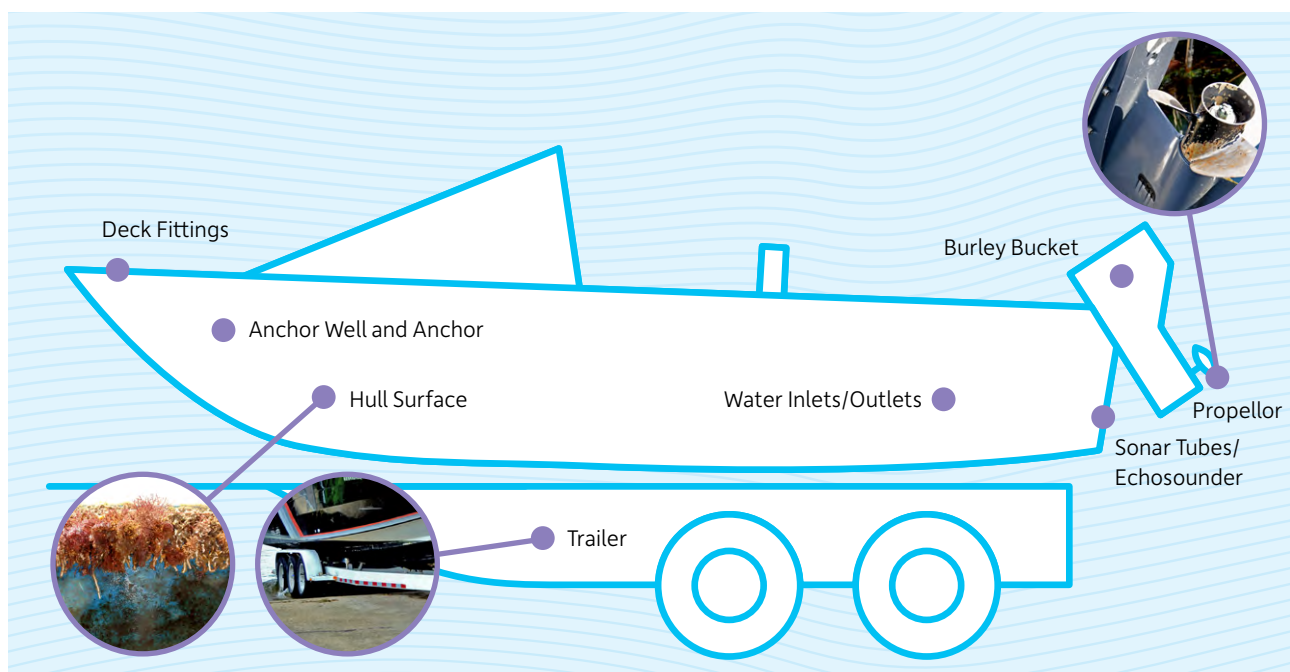 Deck Fittings
Burley Bucket
Anchor Well and Anchor
Hull Surface
Water Inlets/Outlets
Propellor
Sonar Tubes/
Echosounder
Trailer